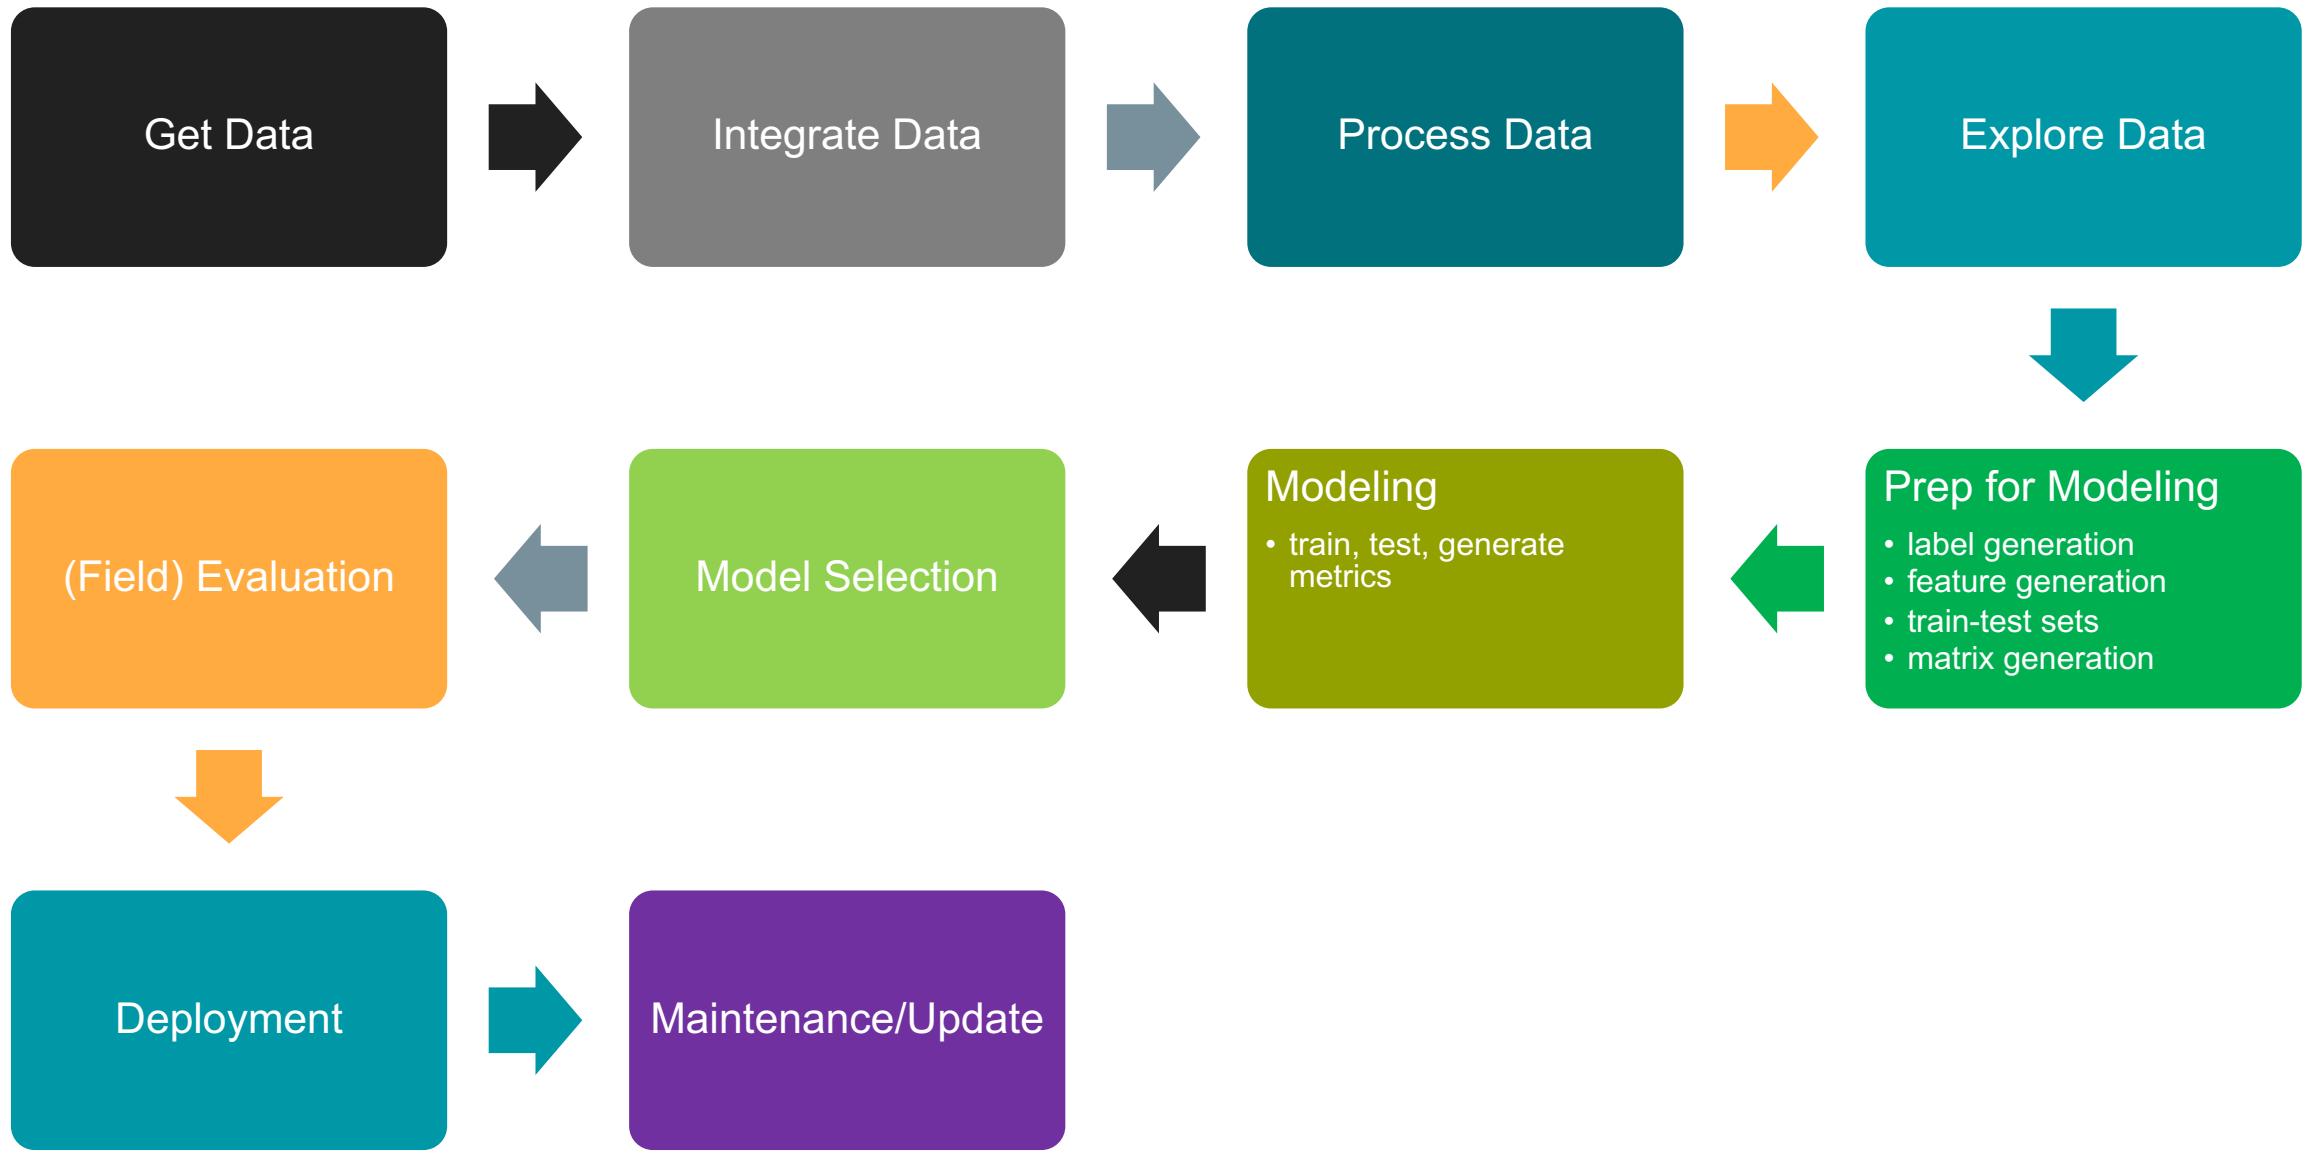 Get Data
Integrate Data
Process Data
Explore Data
Prep for Modeling
• label generation
• feature generation
• train-test sets
• matrix generation
Modeling
• train, test, generate
metrics
Model Selection
(Field) Evaluation
Deployment
Maintenance/Update